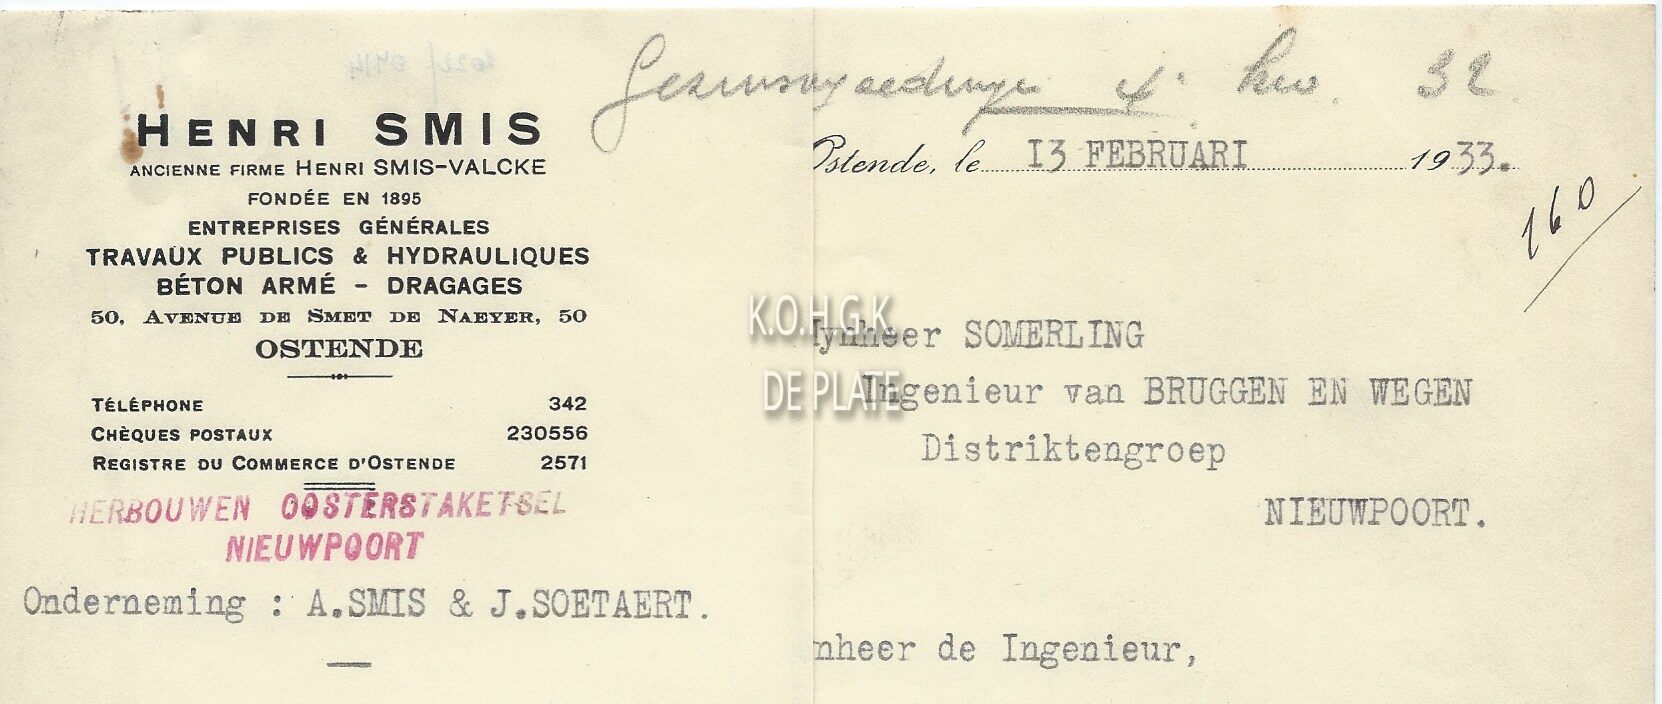 HENRI SMIS
ANCIENNE FIRME HENRI SMIS-VALCKE
FONDÉE EN 1895
ENTREPRISES GÉNÉRALES
TRAVAUX PUBLICS & HYDRAULIQUES
BÉTON ARMÉ - DRAGAGES
50, AVENUE DE SMET DE NAEYER, 50
OSTENDE
TÉLÉPHONE 342
CHÈQUES POSTAUX 230556
REGISTRE DU COMMERCE D'OSTENDE 2571
HERBOUWEN OOSTERSTAKETSEL
NIEUWPOORT
Onderneming : A.SMIS & J.SOETAERT.
32
Ostende, le 13 FEBRUARI 1933.
160
K.O.H.G.K
DE PLATE
Mynheer SOMERLING
Ingenieur van BRUGGEN EN WEGEN
Distriktengroep
NIEUWPOORT.
nheer de Ingenieur,